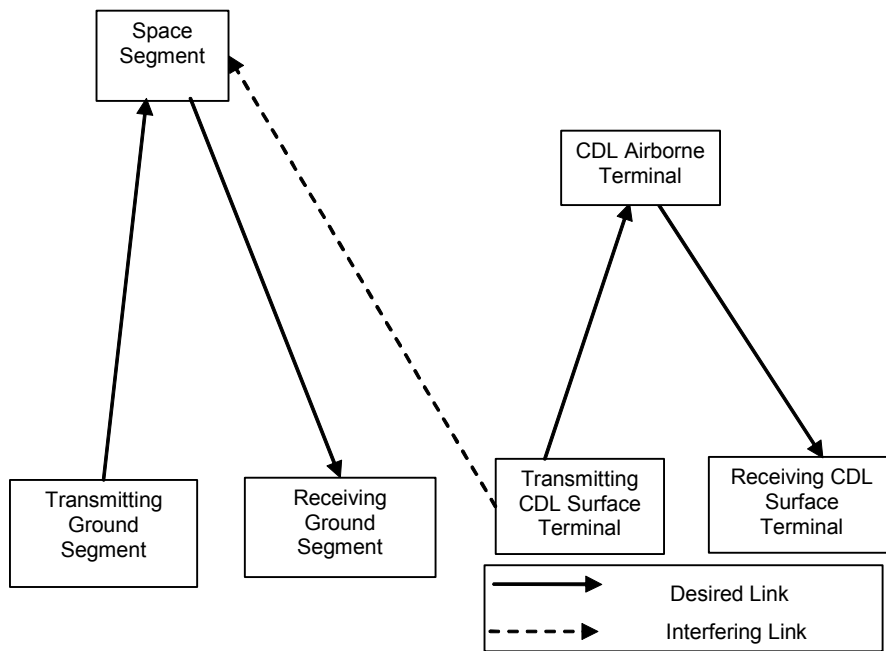 Space
Segment
CDL Airborne
Terminal
Transmitting
Ground
Segment
Receiving
Ground
Segment
Transmitting
CDL Surface
Terminal
Receiving CDL
Surface
Terminal
Desired Link
Interfering Link